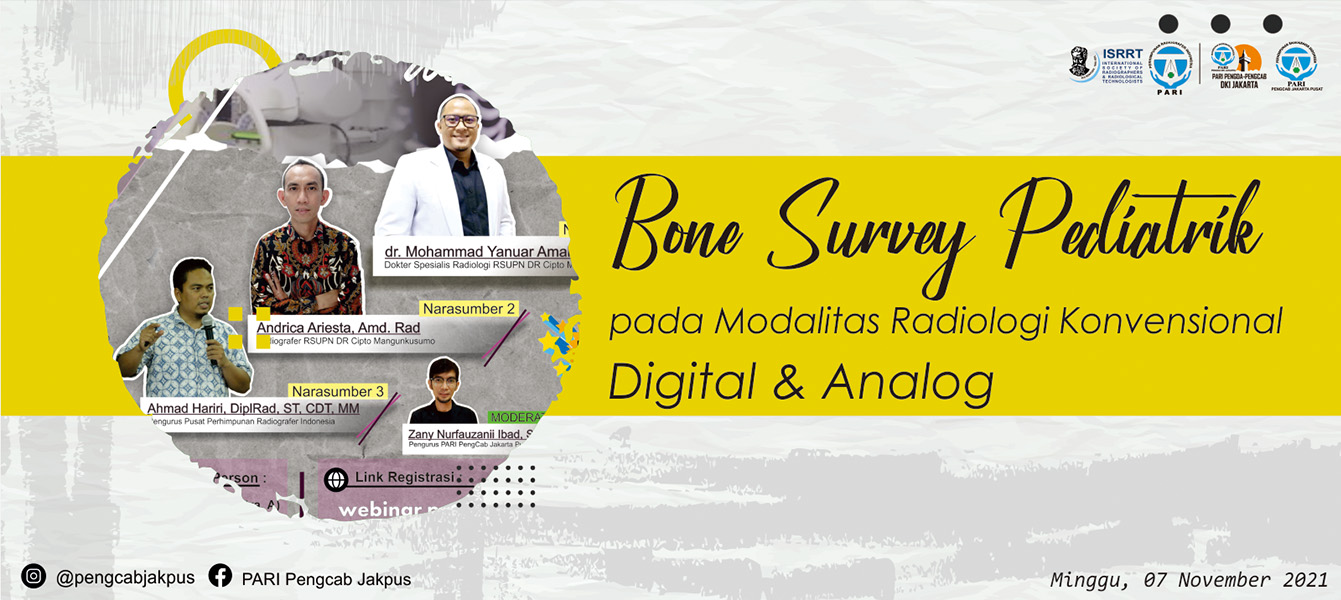 ISRRT
INTERNATIONAL
SOCIETY OF
RADIOGRAPHERS
& RADIOLOGICAL
TECHNOLOGISTS
PARI
PARI
PARI PENGDA-PENGCAB
DKI JAKARTA
PARI
PENGCAB JAKARTA PUSAT
dr. Mohammad Yanuar
Dokter Spesialis Radiologi RSUPN DR Cipto
Narasumber 2
Andrica Ariesta, Amd. Rad
RSUPN DR Cipto Mangunkusumo
Narasumber 3
Ahmad Hariri, DiplRad, ST, CDT, MM
Pusat Perhimpunan Radiografer Indonesia
MODERAT
Zany Nurfauzanii Ibad, S
Pengurus PARI PengCab Jakarta
erson :
Link Registrasi :
webinar
Bone Survey Pediatrik
pada Modalitas Radiologi Konvensional
Digital & Analog
@pengcabjakpus PARI Pengcab Jakpus
Minggu, 07 November 2021